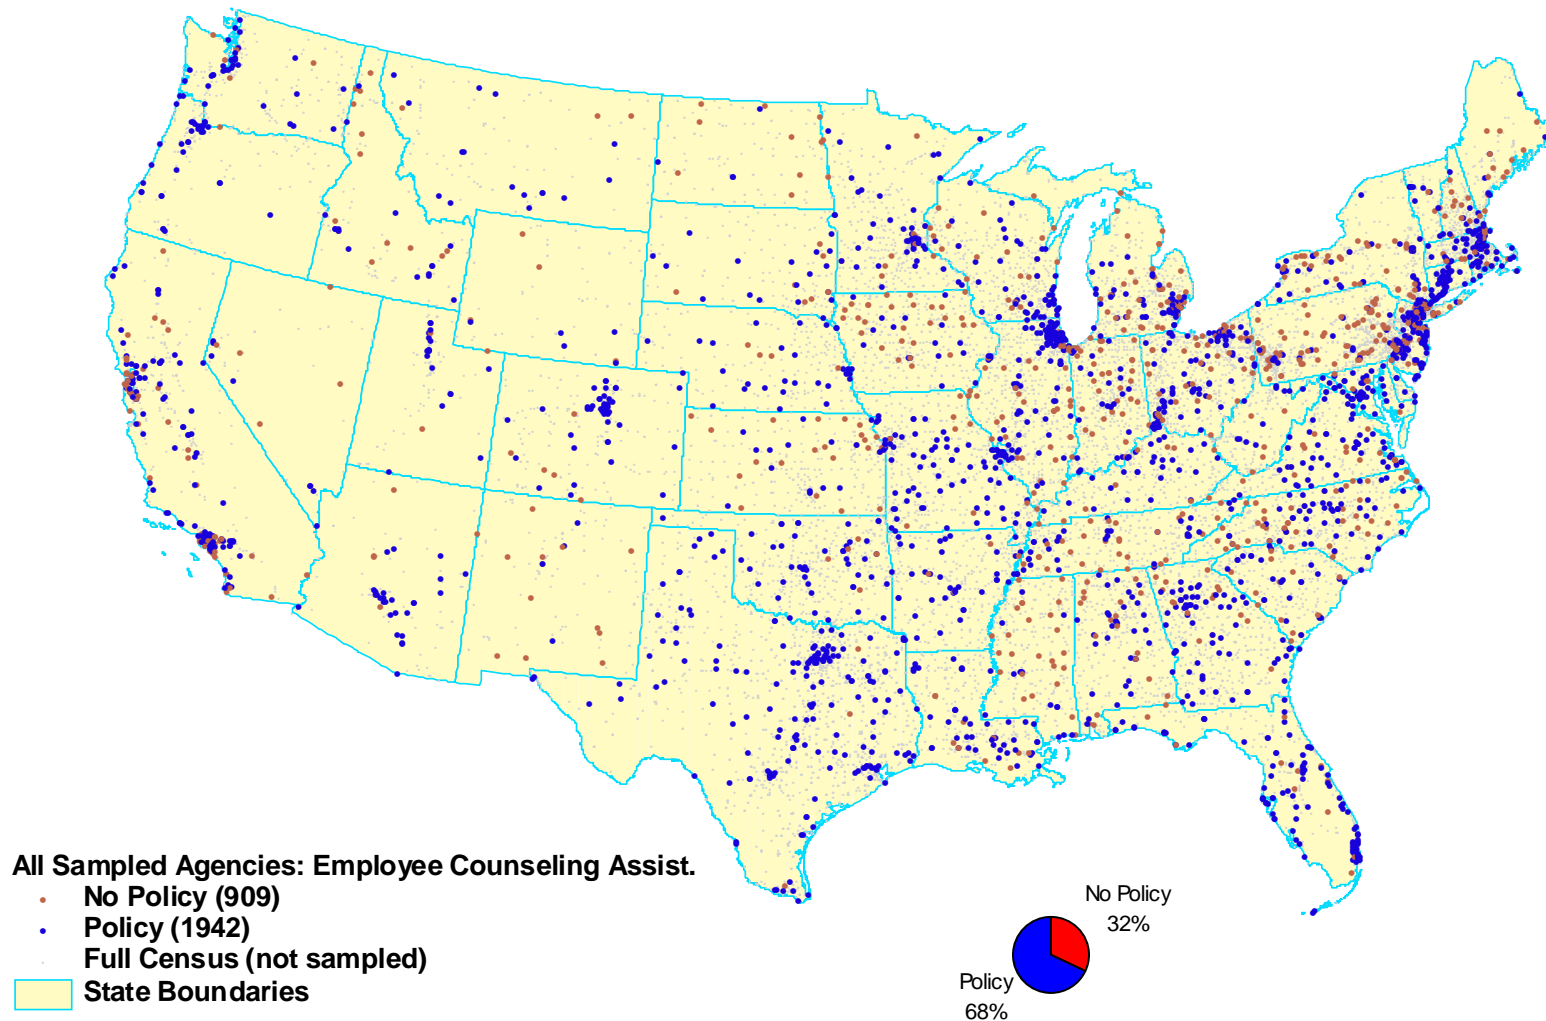 All Sampled Agencies: Employee Counseling Assist.
No Policy (909)
Policy (1942)
Full Census (not sampled)
State Boundaries
No Policy
32%
Policy
68%